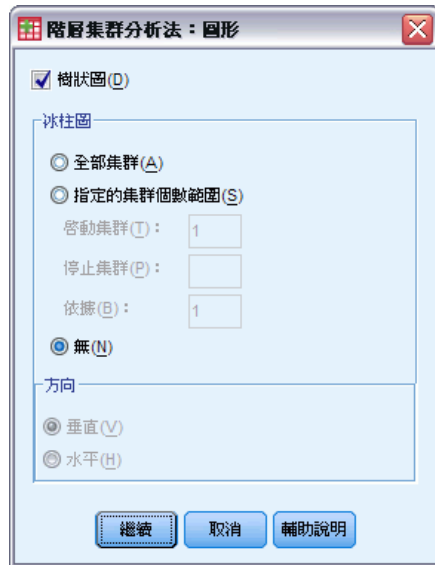 階層集群分析法：圖形
樹狀圖(D)
冰柱圖
全部集群(A)
指定的集群個數範圍(S)
啓動集群(T)：
1
停止集群(P)：
依據(B)：
1
無(N)
方向
垂直(V)
水平(H)
繼續
取消
輔助說明